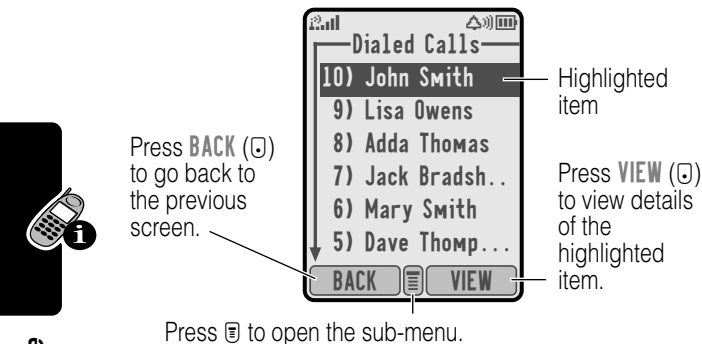 Dialed Calls
10) John Smith
9) Lisa Owens
8) Adda Thomas
7) Jack Bradsh..
6) Mary Smith
5) Dave Thomp...
BACK
VIEW
Highlighted
item
Press BACK ()
to go back to
the previous
screen.
Press VIEW ()
to view details
of the
highlighted
item.
Press to open the sub-menu.